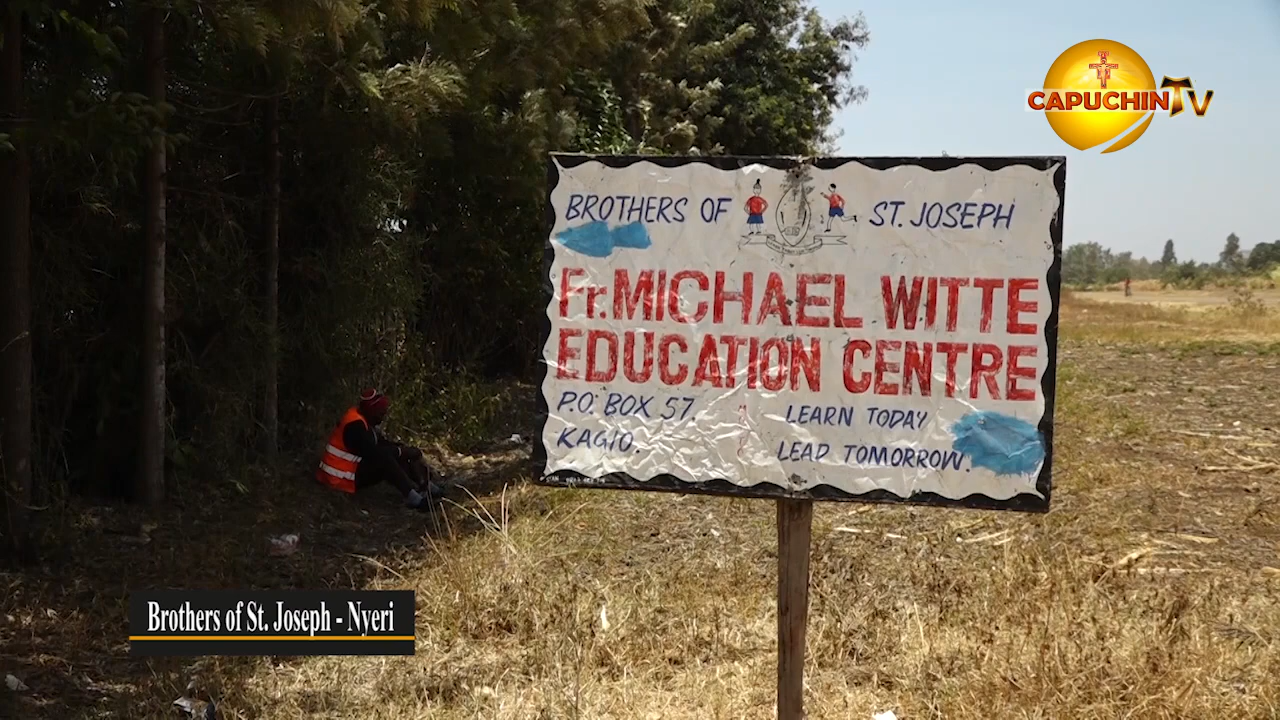 CAPUCHIN TV
BROTHERS OF ST. JOSEPH
Fr. MICHAEL WITTE
EDUCATION CENTRE
P.O. BOX 57.
KAGIO.
LEARN TODAY
LEAD TOMORROW.
Brothers of St. Joseph - Nyeri